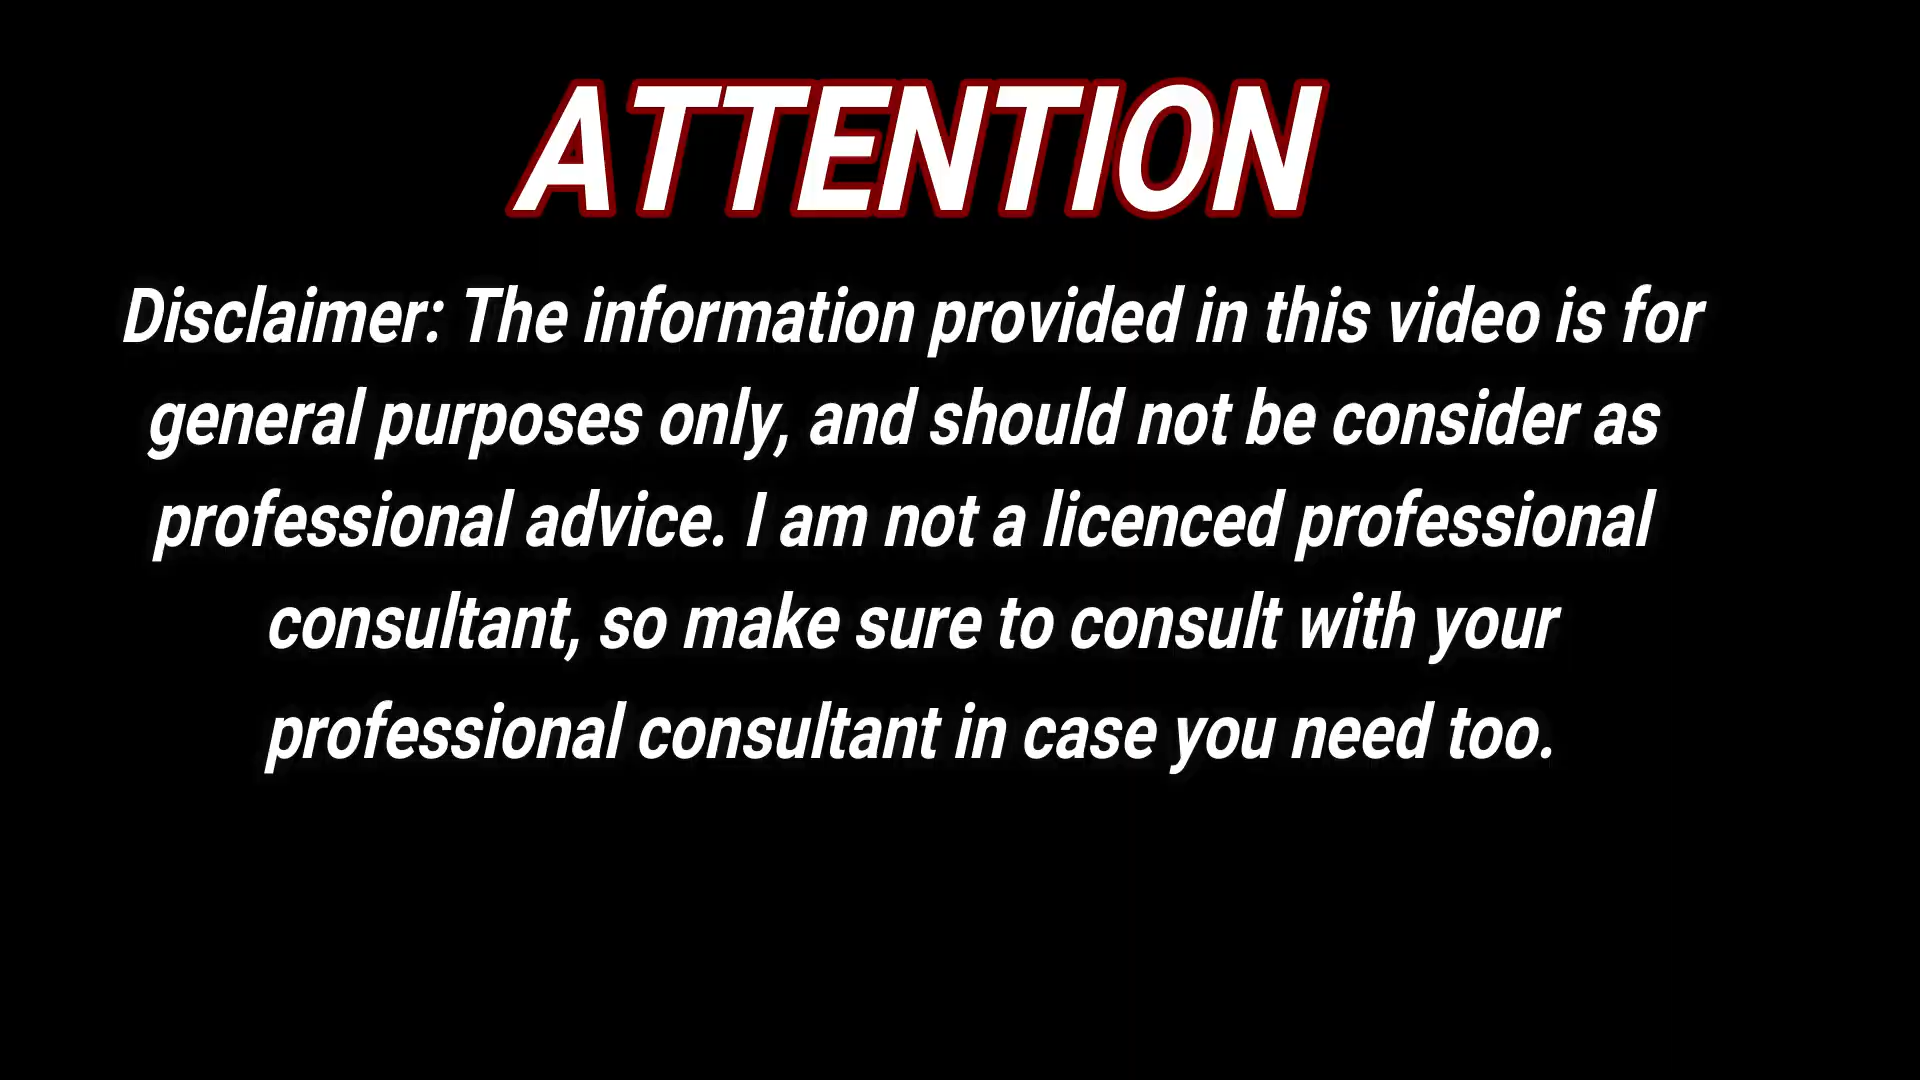 ATTENTION
Disclaimer: The information provided in this video is for
general purposes only, and should not be consider as
professional advice. I am not a licenced professional
consultant, so make sure to consult with your
professional consultant in case you need too.